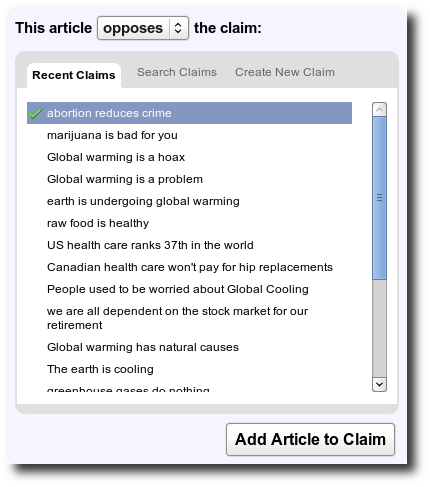 This article opposes the claim:
Recent Claims Search Claims Create New Claim
abortion reduces crime
marijuana is bad for you
Global warming is a hoax
Global warming is a problem
earth is undergoing global warming
raw food is healthy
US health care ranks 37th in the world
Canadian health care won't pay for hip replacements
People used to be worried about Global Cooling
we are all dependent on the stock market for our
retirement
Global warming has natural causes
The earth is cooling
greenhouse gases do nothing
Add Article to Claim